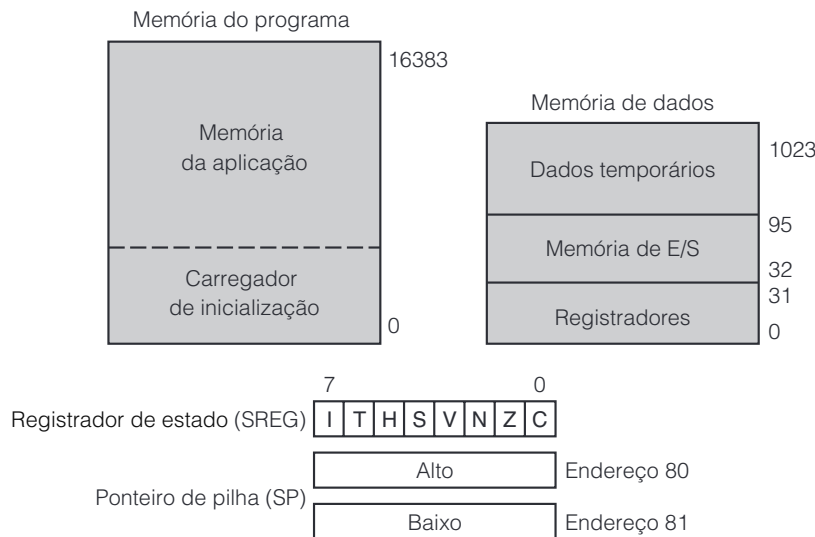 Memória do programa
16383
Memória
da aplicação
Carregador
de inicialização
0
Memória de dados
1023
Dados temporários
95
Memória de E/S
32
31
Registradores
0
7 0
Registrador de estado (SREG) I T H S V N Z C
Ponteiro de pilha (SP)
Alto Endereço 80
Baixo Endereço 81